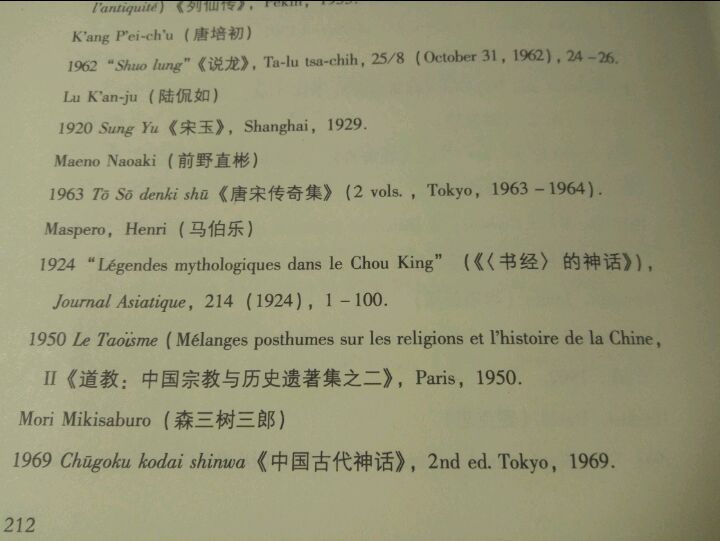 l'antiquité)《列仙传》, Pékin, 1953.
K'ang P'ei-ch'u (唐培初)
1962 "Shuo lung"《说龙》, Ta-lu tsa-chih, 25/8 (October 31, 1962), 24-26.
Lu K'an-ju (陆侃如)
1920 Sung Yu《宋玉》, Shanghai, 1929.
Maeno Naoaki (前野直彬)
1963 Tō Sō denki shū《唐宋传奇集》(2 vols., Tokyo, 1963-1964).
Maspero, Henri (马伯乐)
1924 "Légendes mythologiques dans le Chou King" (《〈书经〉的神话》),
Journal Asiatique, 214 (1924), 1-100.
1950 Le Taoïsme (Mélanges posthumes sur les religions et l'histoire de la Chine,
II《道教：中国宗教与历史遗著集之二》, Paris, 1950.
Mori Mikisaburo (森三树三郎)
1969 Chūgoku kodai shinwa《中国古代神话》, 2nd ed. Tokyo, 1969.
212